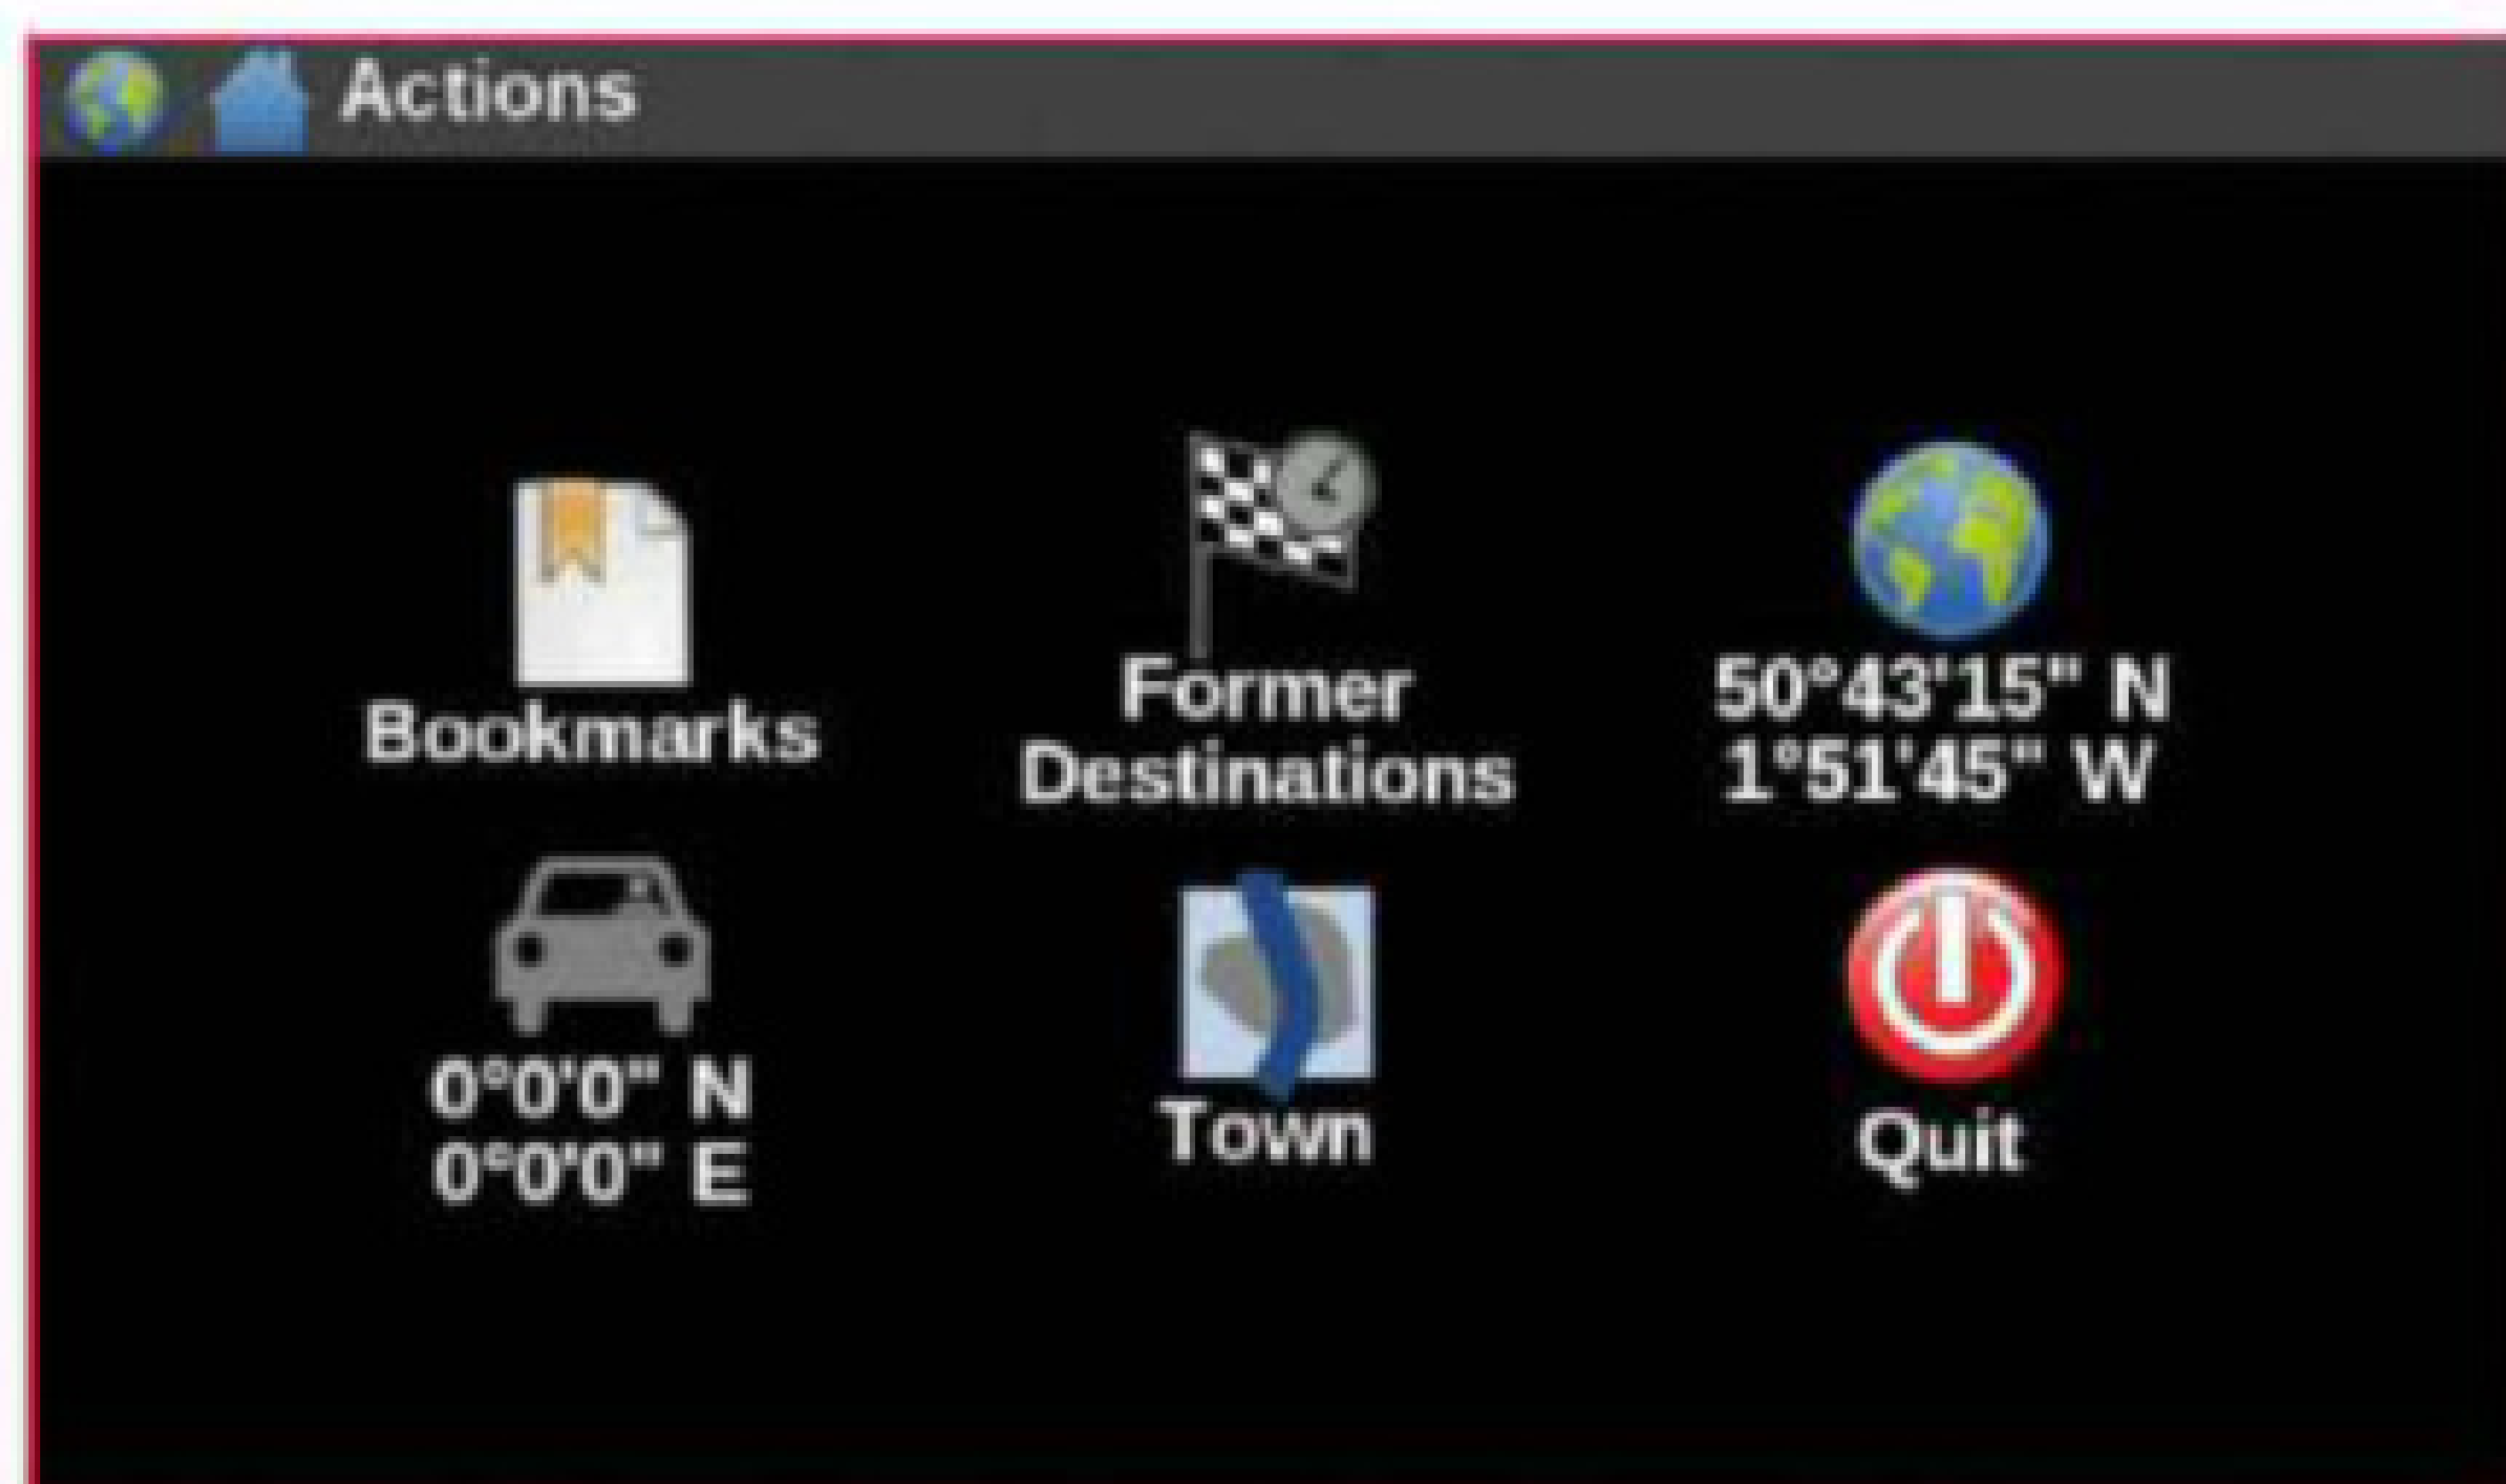 Actions
Bookmarks
Former
Destinations
50°43'15" N
1°51'45" W
0°0'0" N
0°0'0" E
Town
Quit